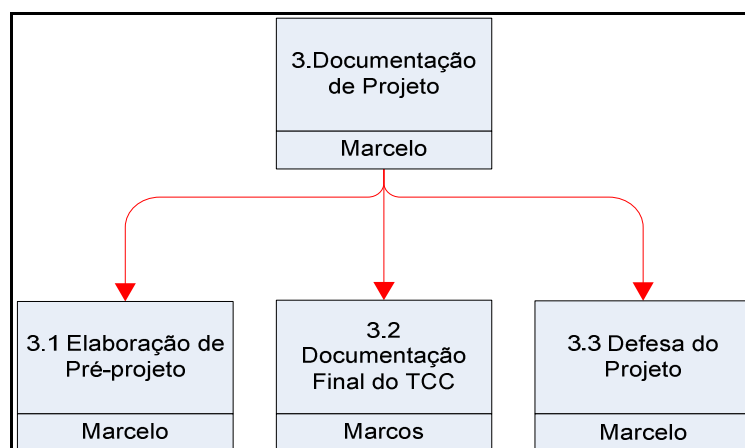 3.Documentação
de Projeto
Marcelo
3.1 Elaboração de
Pré-projeto
Marcelo
3.2
Documentação
Final do TCC
Marcos
3.3 Defesa do
Projeto
Marcelo